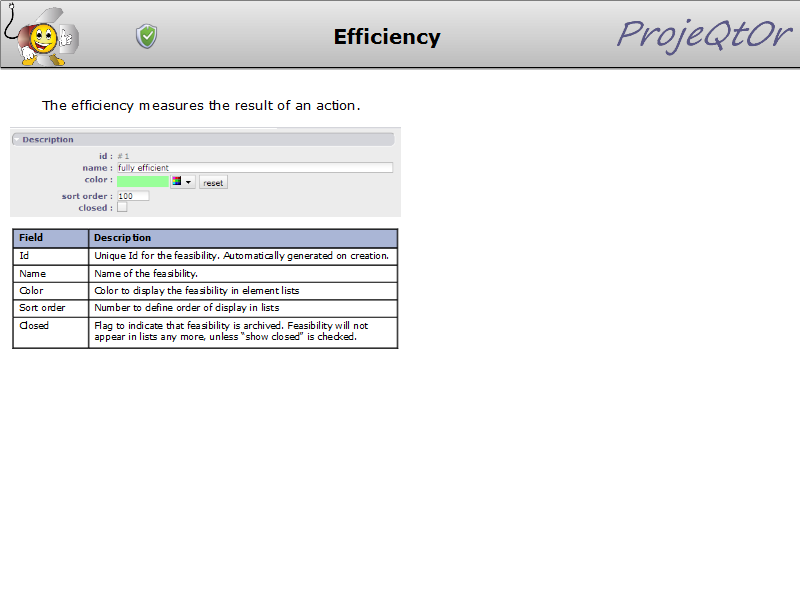 Efficiency
ProjeQtOr
The efficiency measures the result of an action.
Description
id : #1
name : fully efficient
color :
reset
sort order : 100
closed :
Field Description
Id Unique Id for the feasibility. Automatically generated on creation.
Name Name of the feasibility.
Color Color to display the feasibility in element lists
Sort order Number to define order of display in lists
Closed Flag to indicate that feasibility is archived. Feasibility will not
appear in lists any more, unless “show closed” is checked.